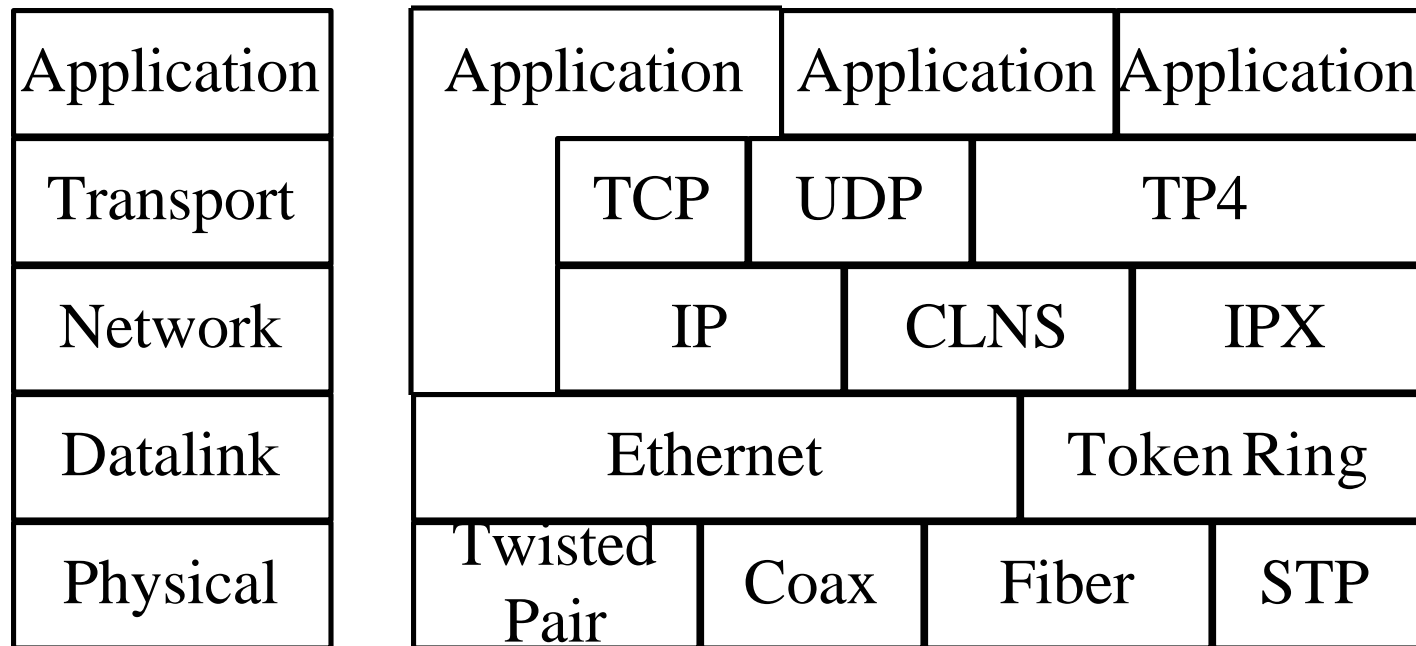 Application
Transport
Network
Datalink
Physical
Application Application Application
TCP UDP TP4
IP CLNS IPX
Ethernet Token Ring
Twisted
Pair
Coax Fiber STP